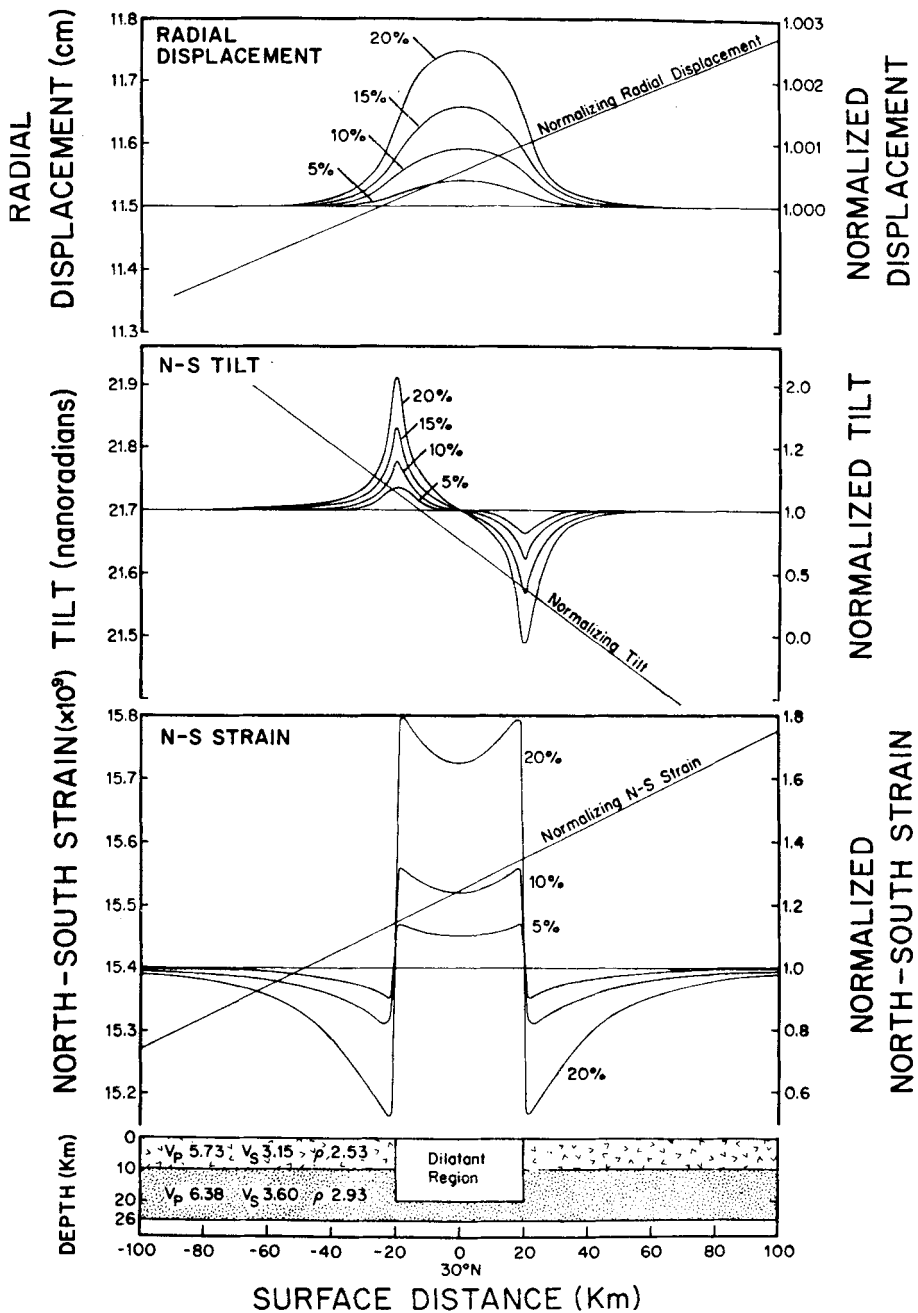 RADIAL
DISPLACEMENT (cm)
11.8
11.7
11.6
11.5
11.4
11.3
RADIAL
DISPLACEMENT
20%
15%
10%
5%
Normalizing Radial Displacement
1.003
1.002
1.001
1.000
NORMALIZED
DISPLACEMENT
TILT (nanoradians)
21.9
21.8
21.7
21.6
21.5
N-S TILT
20%
15%
10%
5%
Normalizing Tilt
2.0
1.2
1.0
0.5
0.0
NORMALIZED TILT
NORTH-SOUTH STRAIN (x10⁹)
15.8
15.7
15.6
15.5
15.4
15.3
15.2
N-S STRAIN
20%
Normalizing N-S Strain
10%
5%
20%
1.8
1.6
1.4
1.2
1.0
0.8
0.6
NORMALIZED
NORTH-SOUTH STRAIN
DEPTH (Km)
0
10
20
26
Vp 5.73 Vs 3.15 ρ 2.53
Vp 6.38 Vs 3.60 ρ 2.93
Dilatant
Region
-100 -80 -60 -40 -20 0 20 40 60 80 100
30°N
SURFACE DISTANCE (Km)